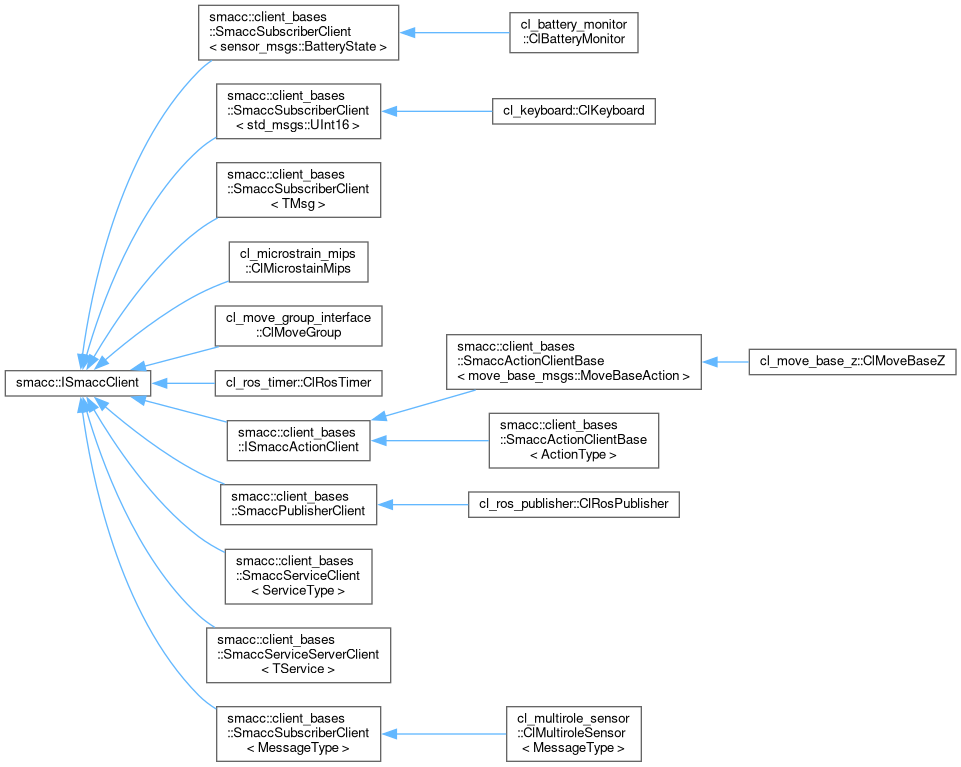 smacc::client_bases
::SmaccSubscriberClient
< sensor_msgs::BatteryState >
cl_battery_monitor
::ClBatteryMonitor
smacc::client_bases
::SmaccSubscriberClient
< std_msgs::UInt16 >
cl_keyboard::ClKeyboard
smacc::client_bases
::SmaccSubscriberClient
< TMsg >
cl_microstrain_mips
::ClMicrostainMips
cl_move_group_interface
::ClMoveGroup
smacc::client_bases
::SmaccActionClientBase
< move_base_msgs::MoveBaseAction >
cl_move_base_z::ClMoveBaseZ
smacc::ISmaccClient
cl_ros_timer::ClRosTimer
smacc::client_bases
::ISmaccActionClient
smacc::client_bases
::SmaccActionClientBase
< ActionType >
smacc::client_bases
::SmaccPublisherClient
cl_ros_publisher::ClRosPublisher
smacc::client_bases
::SmaccServiceClient
< ServiceType >
smacc::client_bases
::SmaccServiceServerClient
< TService >
smacc::client_bases
::SmaccSubscriberClient
< MessageType >
cl_multirole_sensor
::ClMultiroleSensor
< MessageType >